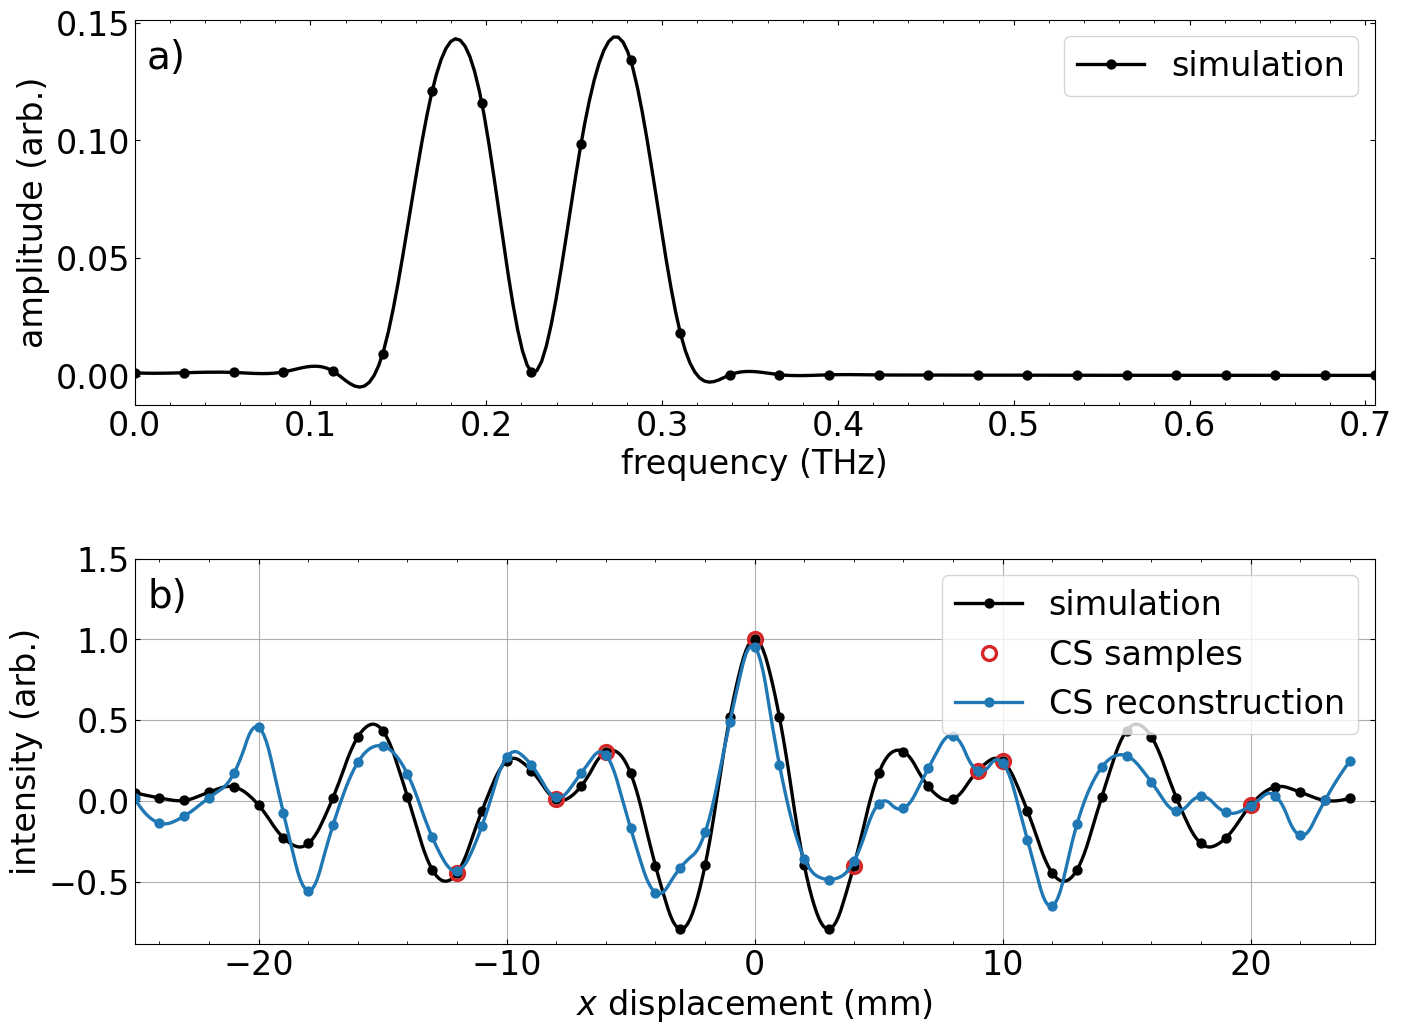 a)
simulation
0.15
0.10
0.05
0.00
amplitude (arb.)
0.0 0.1 0.2 0.3 0.4 0.5 0.6 0.7
frequency (THz)
b)
simulation
CS samples
CS reconstruction
1.5
1.0
0.5
0.0
−0.5
intensity (arb.)
−20 −10 0 10 20
x displacement (mm)